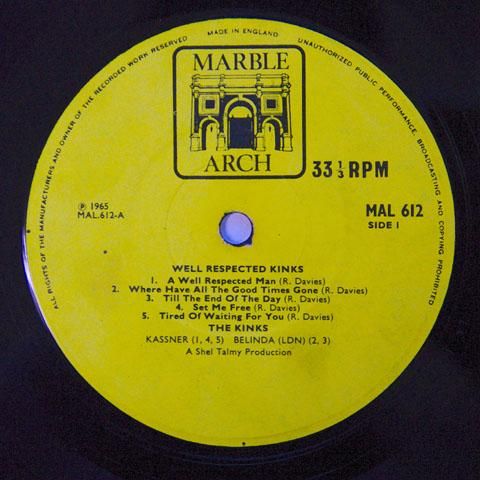 ALL RIGHTS OF THE MANUFACTURERS AND OWNER OF THE RECORDED WORK RESERVED
MADE IN ENGLAND
UNAUTHORIZED PUBLIC PERFORMANCE, BROADCASTING AND COPYING PROHIBITED
MARBLE
ARCH
33 1/3 RPM
℗ 1965
MAL.612-A
MAL 612
SIDE 1
WELL RESPECTED KINKS
1. A Well Respected Man (R. Davies)
2. Where Have All The Good Times Gone (R. Davies)
3. Till The End Of The Day (R. Davies)
4. Set Me Free (R. Davies)
5. Tired Of Waiting For You (R. Davies)
THE KINKS
KASSNER (1, 4, 5) BELINDA (LDN) (2, 3)
A Shel Talmy Production